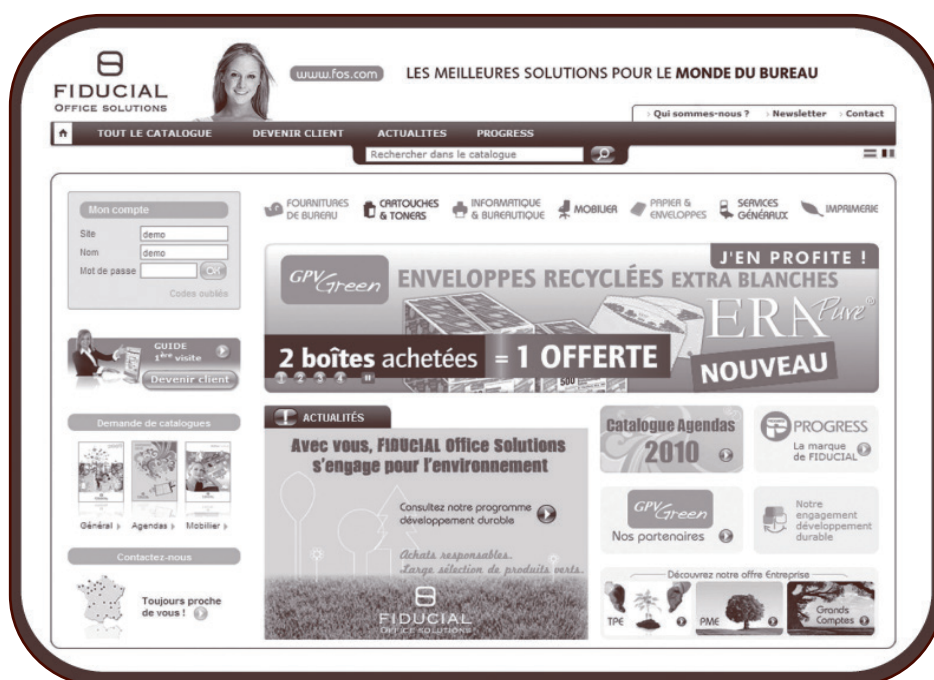 FIDUCIAL
OFFICE SOLUTIONS
www.fos.com
LES MEILLEURES SOLUTIONS POUR LE MONDE DU BUREAU
Qui sommes-nous ?
Newsletter
Contact
TOUT LE CATALOGUE
DEVENIR CLIENT
ACTUALITES
PROGRESS
Rechercher dans le catalogue
Mon compte
Site demo
Nom demo
Mot de passe OK
Codes oubliés
FOURNITURES
DE BUREAU
CARTOUCHES
& TONERS
INFORMATIQUE
& BUREAUTIQUE
MOBILIER
PAPIER &
ENVELOPPES
SERVICES
GÉNÉRAUX
IMPRIMERIE
J'EN PROFITE !
GPV Green
ENVELOPPES RECYCLÉES EXTRA BLANCHES
ERA Pure®
2 boîtes achetées = 1 OFFERTE
NOUVEAU
1 2 3 4
500
GUIDE
1ère visite
Devenir client
Demande de catalogues
Général
Agendas
Mobilier
Contactez-nous
Toujours proche
de vous !
ACTUALITÉS
Avec vous, FIDUCIAL Office Solutions
s'engage pour l'environnement
Consultez notre programme
développement durable
Achats responsables.
Large sélection de produits verts.
FIDUCIAL
OFFICE SOLUTIONS
Catalogue Agendas
2010
PROGRESS
La marque
de FIDUCIAL
GPV Green
Nos partenaires
Notre
engagement
développement
durable
Découvrez notre offre Entreprise
TPE
PME
Grands
Comptes